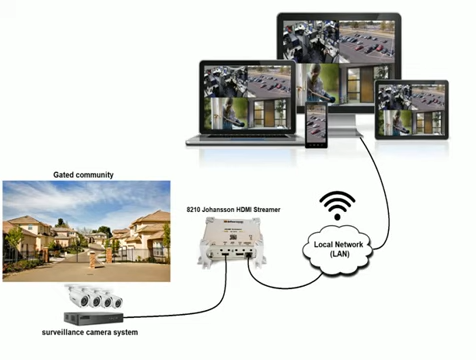 Gated community
8210 Johansson HDMI Streamer
Local Network
(LAN)
surveillance camera system